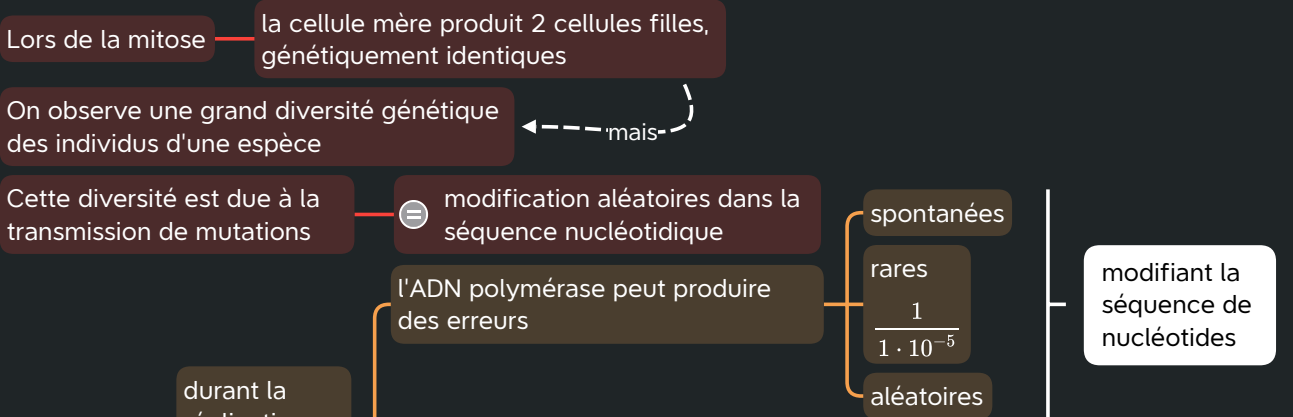 Lors de la mitose
la cellule mère produit 2 cellules filles,
génétiquement identiques
On observe une grand diversité génétique
des individus d'une espèce
mais
Cette diversité est due à la
transmission de mutations
=
modification aléatoires dans la
séquence nucléotidique
l'ADN polymérase peut produire
des erreurs
spontanées
rares
1
1 · 10⁻⁵
aléatoires
modifiant la
séquence de
nucléotides
durant la